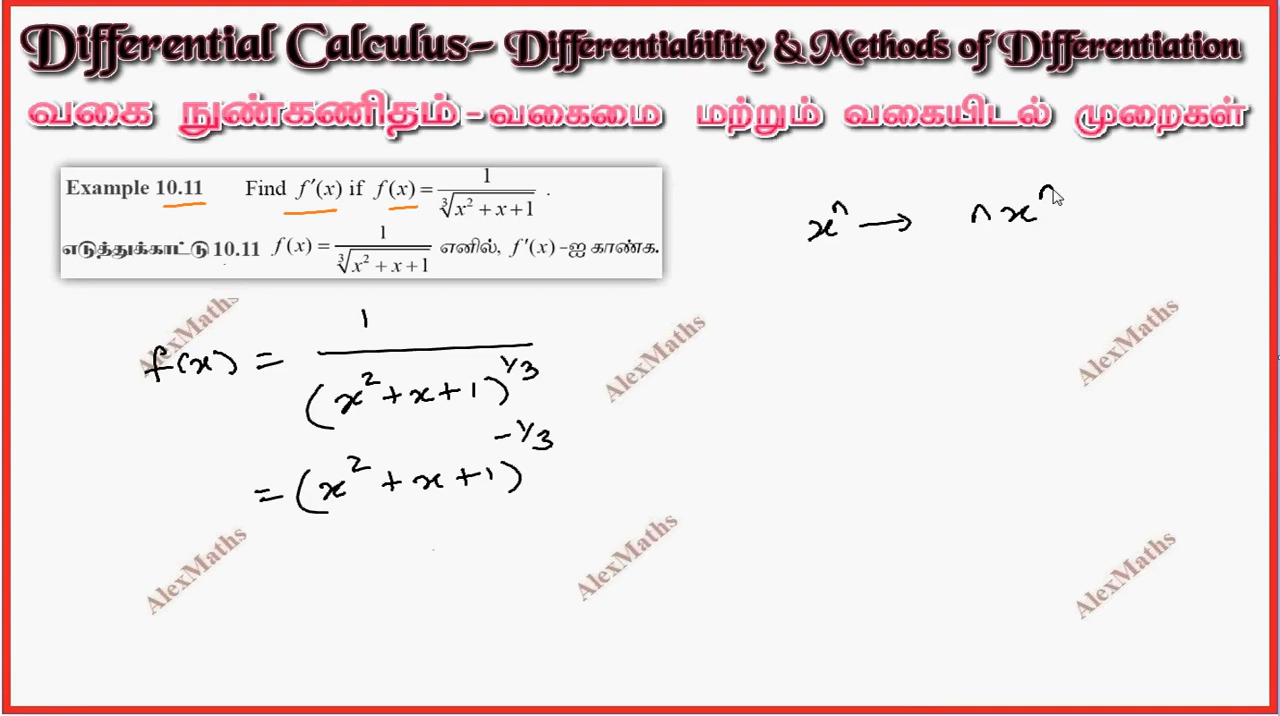 Differential Calculus- Differentiability & Methods of Differentiation
வகை நுண்கணிதம் - வகைமை மற்றும் வகையிடல் முறைகள்
Example 10.11 Find f′(x) if f(x) = 1/∛(x² + x + 1) .
எடுத்துக்காட்டு 10.11 f(x) = 1/∛(x² + x + 1) எனில், f′(x) -ஐ காண்க.
xⁿ → n xⁿ
f(x) = 1/(x² + x + 1)^1/3
= (x² + x + 1)^-1/3
AlexMaths
AlexMaths
AlexMaths
AlexMaths
AlexMaths
AlexMaths